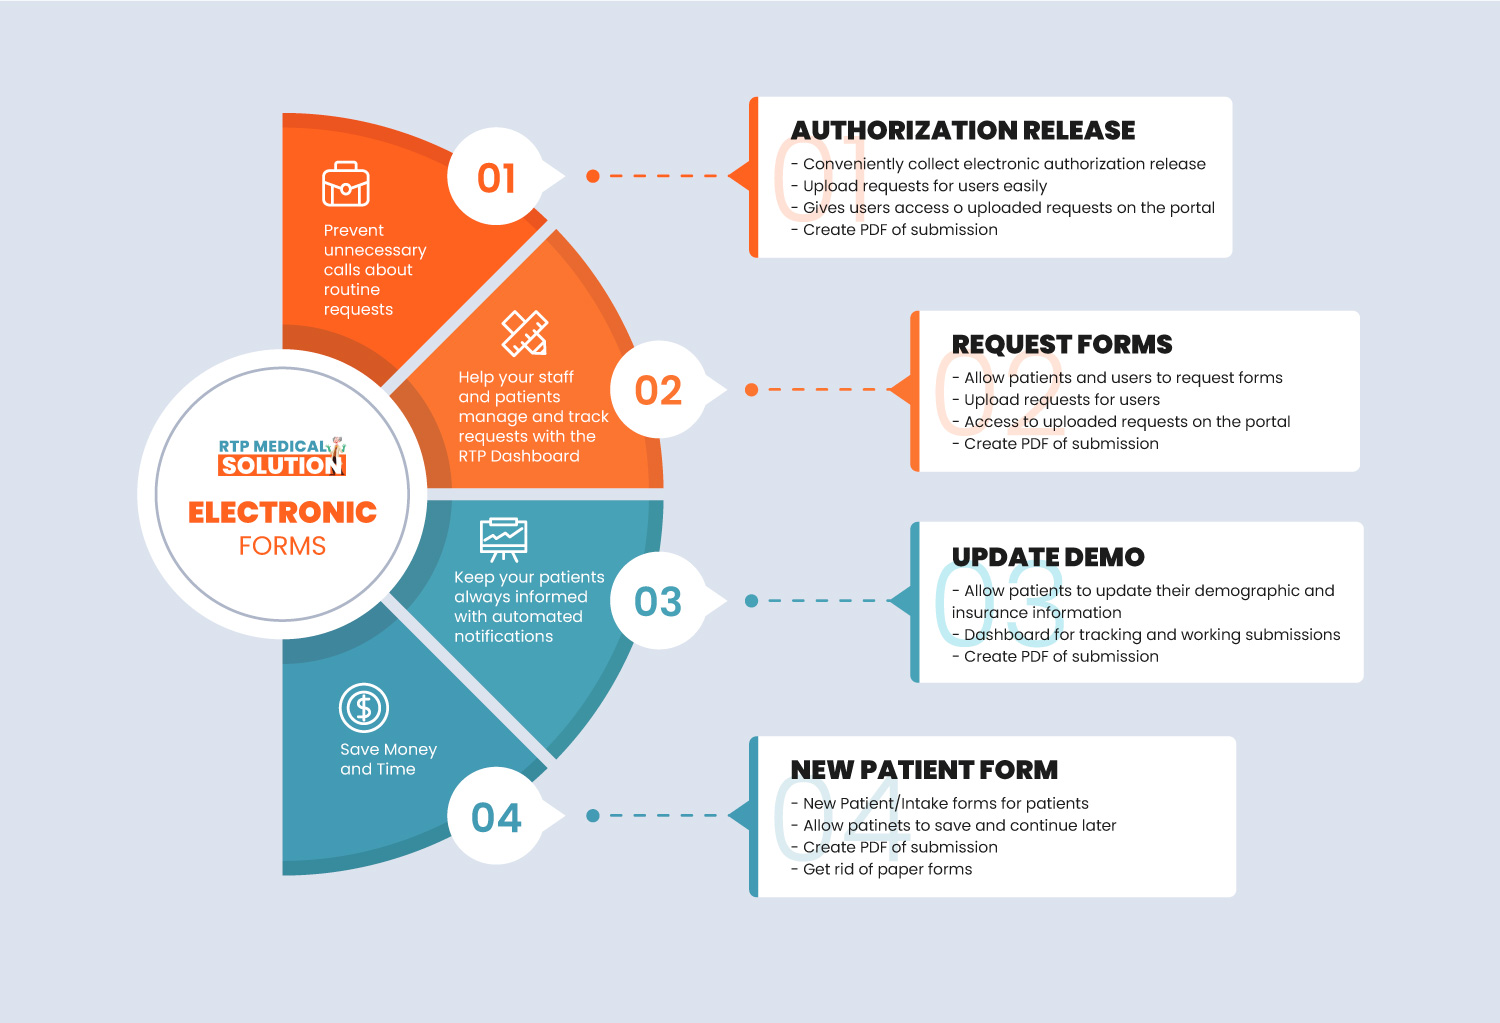 RTP MEDICAL
SOLUTION
ELECTRONIC
FORMS
Prevent
unnecessary
calls about
routine
requests
01
AUTHORIZATION RELEASE
01
- Conveniently collect electronic authorization release
- Upload requests for users easily
- Gives users access o uploaded requests on the portal
- Create PDF of submission
Help your staff
and patients
manage and track
requests with the
RTP Dashboard
02
REQUEST FORMS
02
- Allow patients and users to request forms
- Upload requests for users
- Access to uploaded requests on the portal
- Create PDF of submission
Keep your patients
always informed
with automated
notifications
03
UPDATE DEMO
03
- Allow patients to update their demographic and
insurance information
- Dashboard for tracking and working submissions
- Create PDF of submission
Save Money
and Time
04
NEW PATIENT FORM
04
- New Patient/Intake forms for patients
- Allow patinets to save and continue later
- Create PDF of submission
- Get rid of paper forms